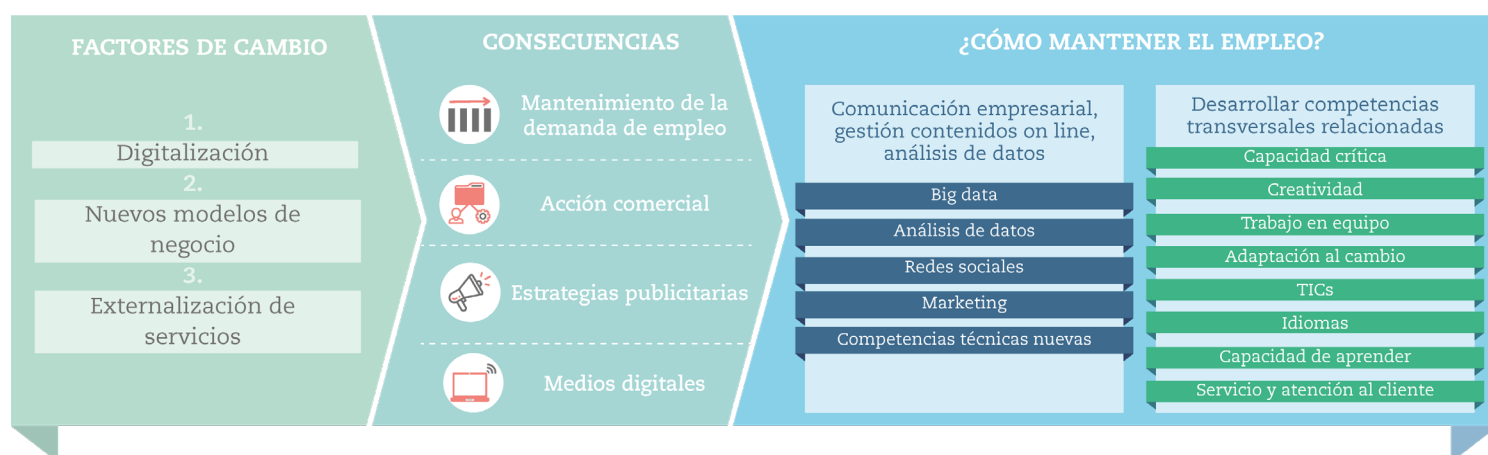 FACTORES DE CAMBIO
1.
Digitalización
2.
Nuevos modelos de
negocio
3.
Externalización de
servicios
CONSECUENCIAS
Mantenimiento de la
demanda de empleo
Acción comercial
Estrategias publicitarias
Medios digitales
¿CÓMO MANTENER EL EMPLEO?
Comunicación empresarial,
gestión contenidos on line,
análisis de datos
Big data
Análisis de datos
Redes sociales
Marketing
Competencias técnicas nuevas
Desarrollar competencias
transversales relacionadas
Capacidad crítica
Creatividad
Trabajo en equipo
Adaptación al cambio
TICs
Idiomas
Capacidad de aprender
Servicio y atención al cliente